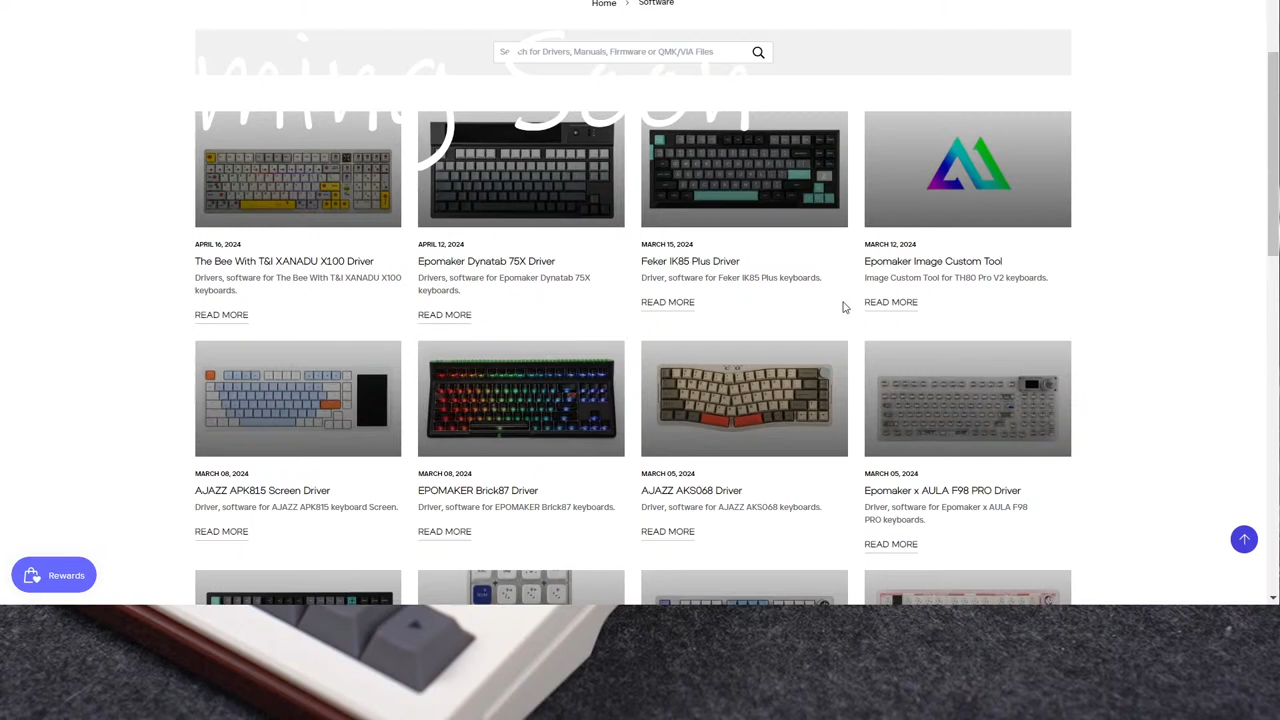 Home > Software
Search for Drivers, Manuals, Firmware or QMK/VIA Files
ming Soon
APRIL 16, 2024
The Bee With T&I XANADU X100 Driver
Drivers, software for The Bee With T&I XANADU X100
keyboards.
READ MORE
APRIL 12, 2024
Epomaker Dynatab 75X Driver
Drivers, software for Epomaker Dynatab 75X
keyboards.
READ MORE
MARCH 15, 2024
Feker IK85 Plus Driver
Driver, software for Feker IK85 Plus keyboards.
READ MORE
MARCH 12, 2024
Epomaker Image Custom Tool
Image Custom Tool for TH80 Pro V2 keyboards.
READ MORE
MARCH 08, 2024
AJAZZ APK815 Screen Driver
Driver, software for AJAZZ APK815 keyboard Screen.
READ MORE
MARCH 08, 2024
EPOMAKER Brick87 Driver
Driver, software for EPOMAKER Brick87 keyboards.
READ MORE
MARCH 05, 2024
AJAZZ AKS068 Driver
Driver, software for AJAZZ AKS068 keyboards.
READ MORE
MARCH 05, 2024
Epomaker x AULA F98 PRO Driver
Driver, software for Epomaker x AULA F98
PRO keyboards.
READ MORE
Rewards